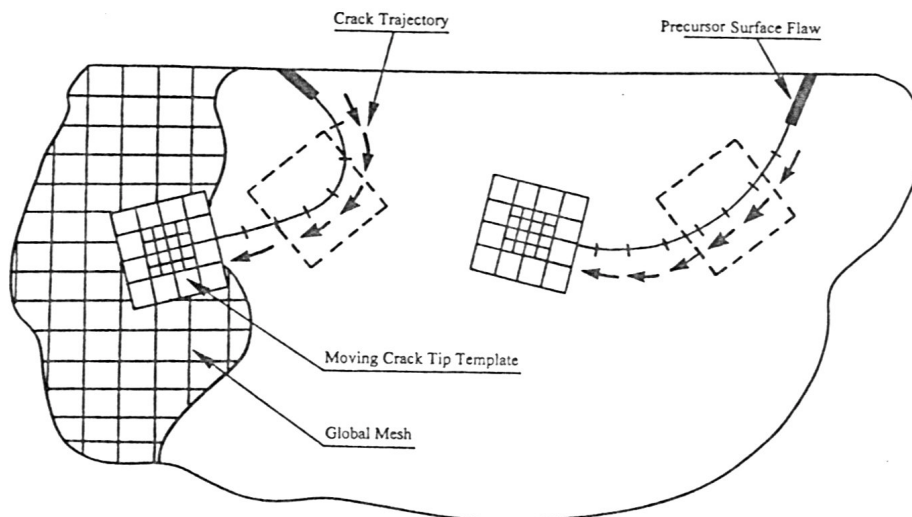 Crack Trajectory
Precursor Surface Flaw
Moving Crack Tip Template
Global Mesh